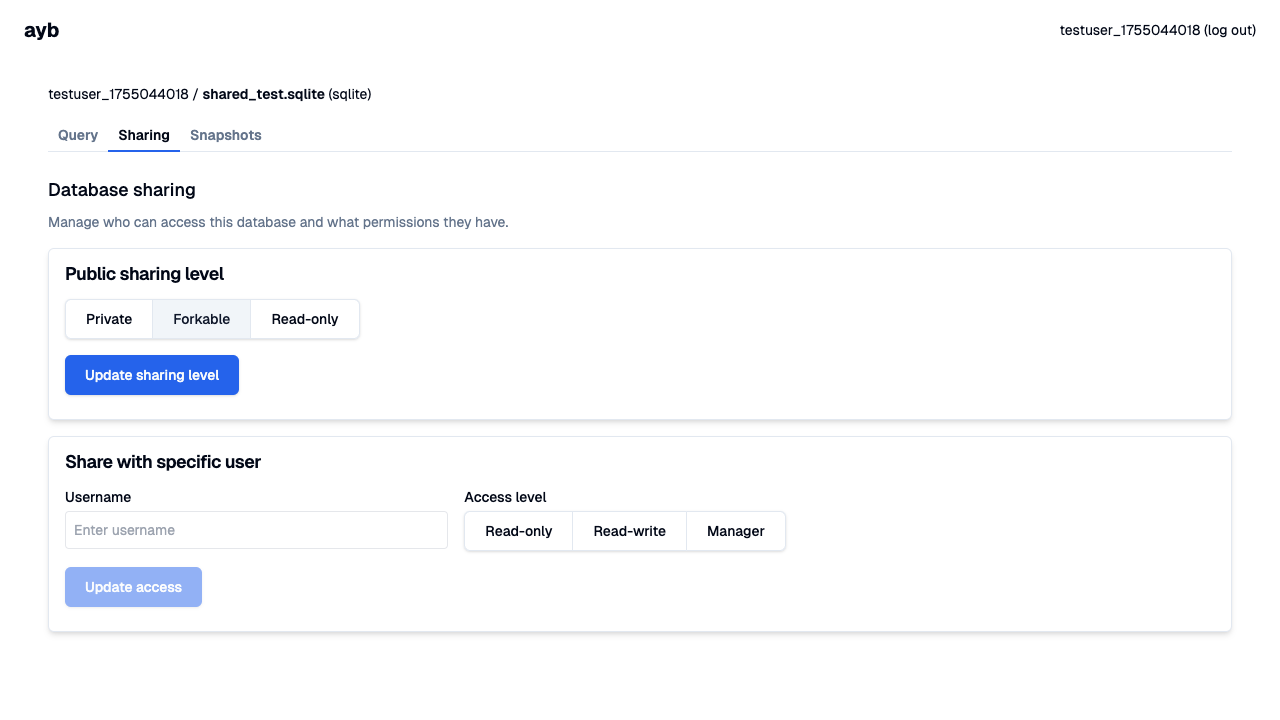 ayb
testuser_1755044018 (log out)
testuser_1755044018 / shared_test.sqlite (sqlite)
Query Sharing Snapshots
Database sharing
Manage who can access this database and what permissions they have.
Public sharing level
Private Forkable Read-only
Update sharing level
Share with specific user
Username Access level
Enter username Read-only Read-write Manager
Update access